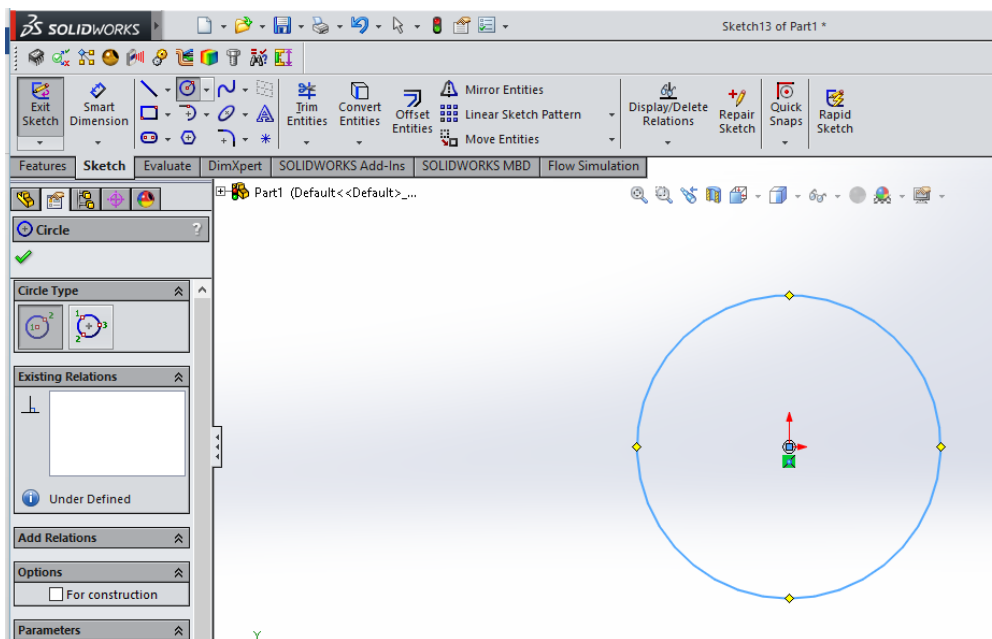 SOLIDWORKS
Sketch13 of Part1 *
Exit Sketch
Smart Dimension
Trim Entities
Convert Entities
Offset Entities
Mirror Entities
Linear Sketch Pattern
Move Entities
Display/Delete Relations
Repair Sketch
Quick Snaps
Rapid Sketch
Features Sketch Evaluate DimXpert SOLIDWORKS Add-Ins SOLIDWORKS MBD Flow Simulation
Part1 (Default<<Default>_...
Circle ?
Circle Type
Existing Relations
Under Defined
Add Relations
Options
For construction
Parameters
Y